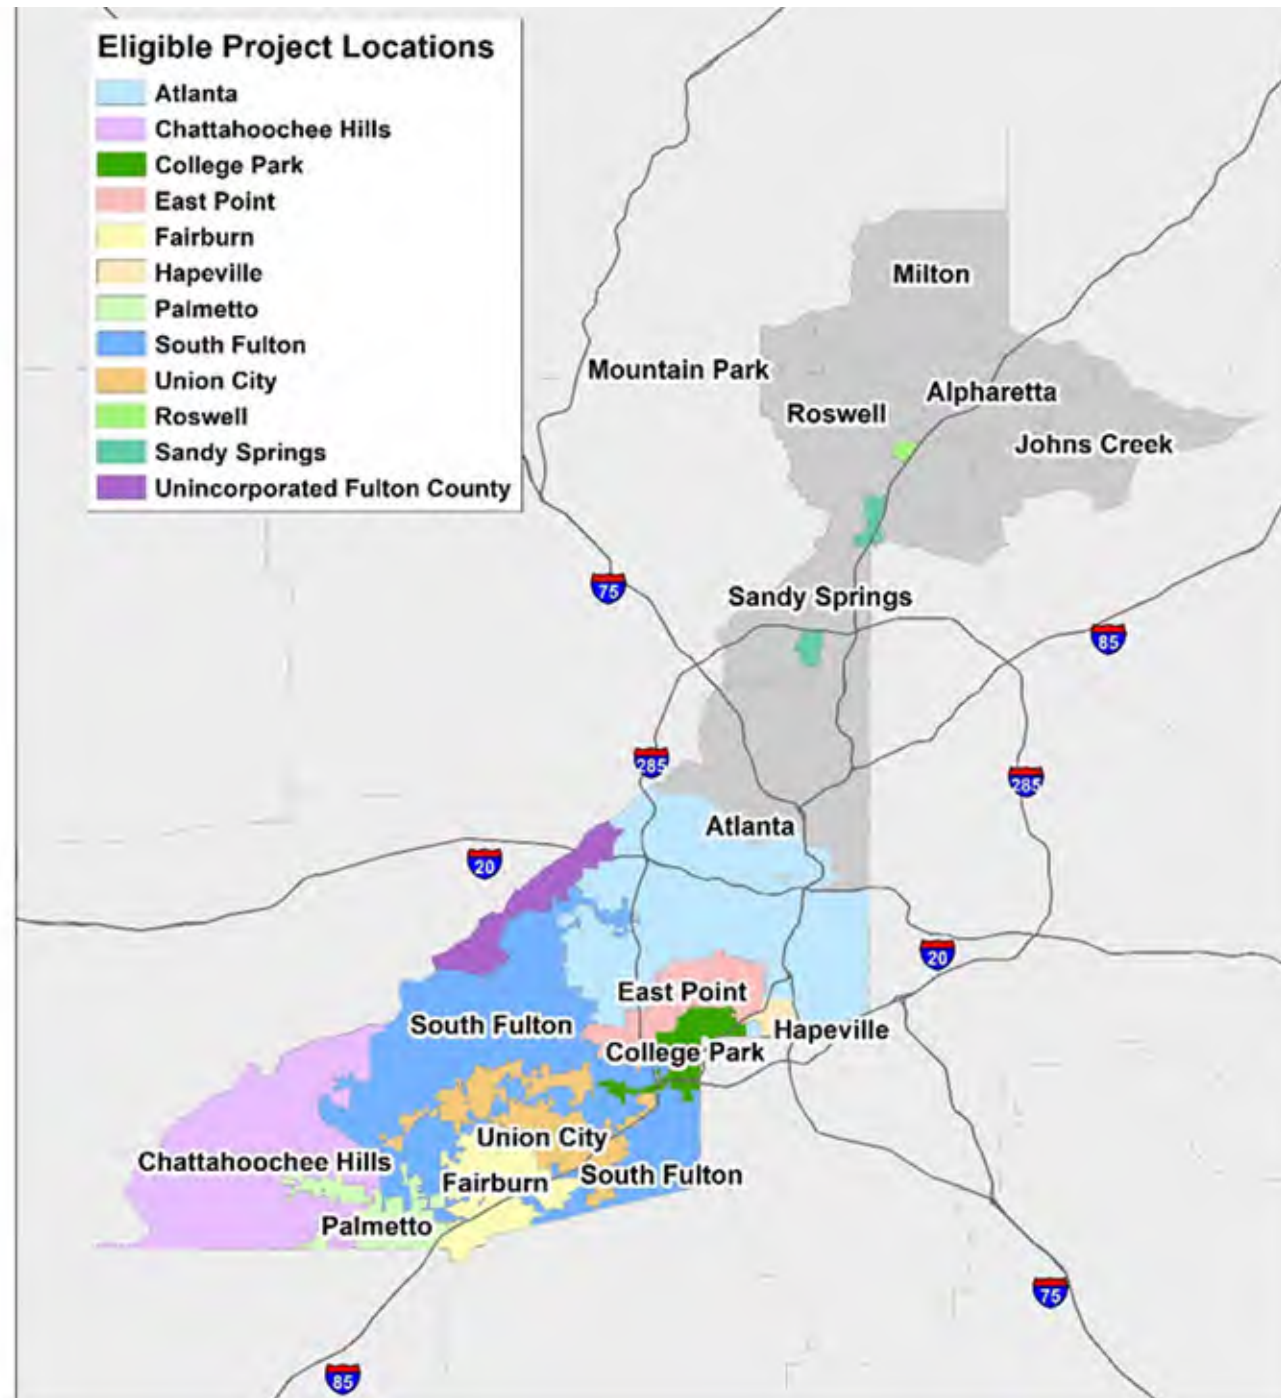 Eligible Project Locations
Atlanta
Chattahoochee Hills
College Park
East Point
Fairburn
Hapeville
Palmetto
South Fulton
Union City
Roswell
Sandy Springs
Unincorporated Fulton County
Milton
Mountain Park
Alpharetta
Roswell
Johns Creek
75
Sandy Springs
85
285
285
Atlanta
20
20
East Point
South Fulton
Hapeville
College Park
Union City
Chattahoochee Hills
South Fulton
Fairburn
Palmetto
75
85